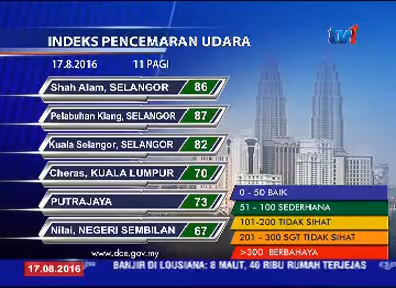 INDEKS PENCEMARAN UDARA
tv1
17.8.2016 11 PAGI
Shah Alam, SELANGOR 86
Pelabuhan Klang, SELANGOR 87
Kuala Selangor, SELANGOR 82
Cheras, KUALA LUMPUR 70
PUTRAJAYA 73
Nilai, NEGERI SEMBILAN 67
0 - 50 BAIK
51 - 100 SEDERHANA
101-200 TIDAK SIHAT
201 - 300 SGT TIDAK SIHAT
>300 BERBAHAYA
www.doe.gov.my
17.08.2016 BANJIR DI LOUSIANA: 8 MAUT, 40 RIBU RUMAH TERJEJAS